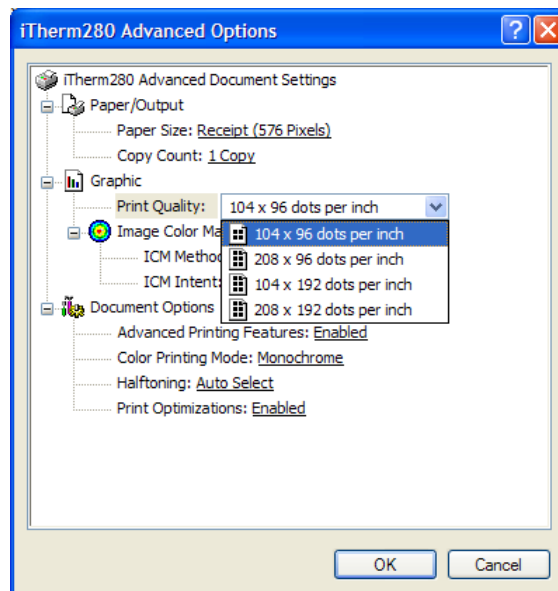 iTherm280 Advanced Options
iTherm280 Advanced Document Settings
Paper/Output
Paper Size: Receipt (576 Pixels)
Copy Count: 1 Copy
Graphic
Print Quality: 104 x 96 dots per inch
Image Color Ma
104 x 96 dots per inch
ICM Method
208 x 96 dots per inch
ICM Intent:
104 x 192 dots per inch
Document Options
208 x 192 dots per inch
Advanced Printing Features: Enabled
Color Printing Mode: Monochrome
Halftoning: Auto Select
Print Optimizations: Enabled
OK Cancel